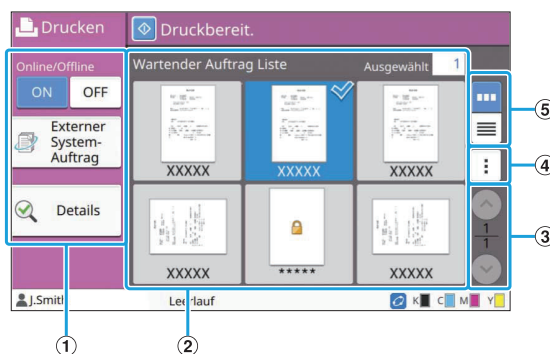 Drucken
Druckbereit.
Online/Offline
ON OFF
Externer
System-
Auftrag
Details
Wartender Auftrag Liste
Ausgewählt 1
XXXXX XXXXX XXXXX
XXXXX ***** XXXXX
1
1
J.Smith
Leerlauf
K C M Y
1
2
5
4
3